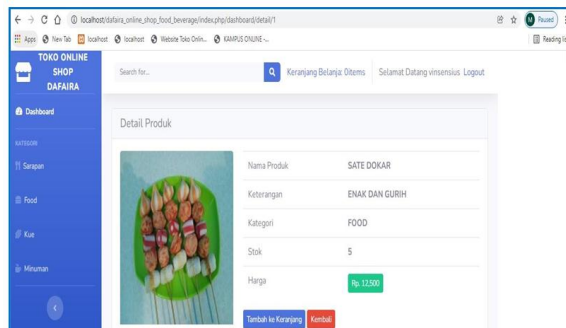 localhost/dafaira_online_shop_food_beverage/index.php/dashboard/detail/1
M Paused
Apps New Tab localhost localhost Website Toko Onlin... KAMPUS ONLINE -... Reading lis
TOKO ONLINE
SHOP
DAFAIRA
Search for... Keranjang Belanja: 0items Selamat Datang vinsensius Logout
Dashboard
Detail Produk
KATEGORI
Sarapan
Food
Kue
Minuman
Nama Produk SATE DOKAR
Keterangan ENAK DAN GURIH
Kategori FOOD
Stok 5
Harga Rp. 12,500
Tambah ke Keranjang Kembali